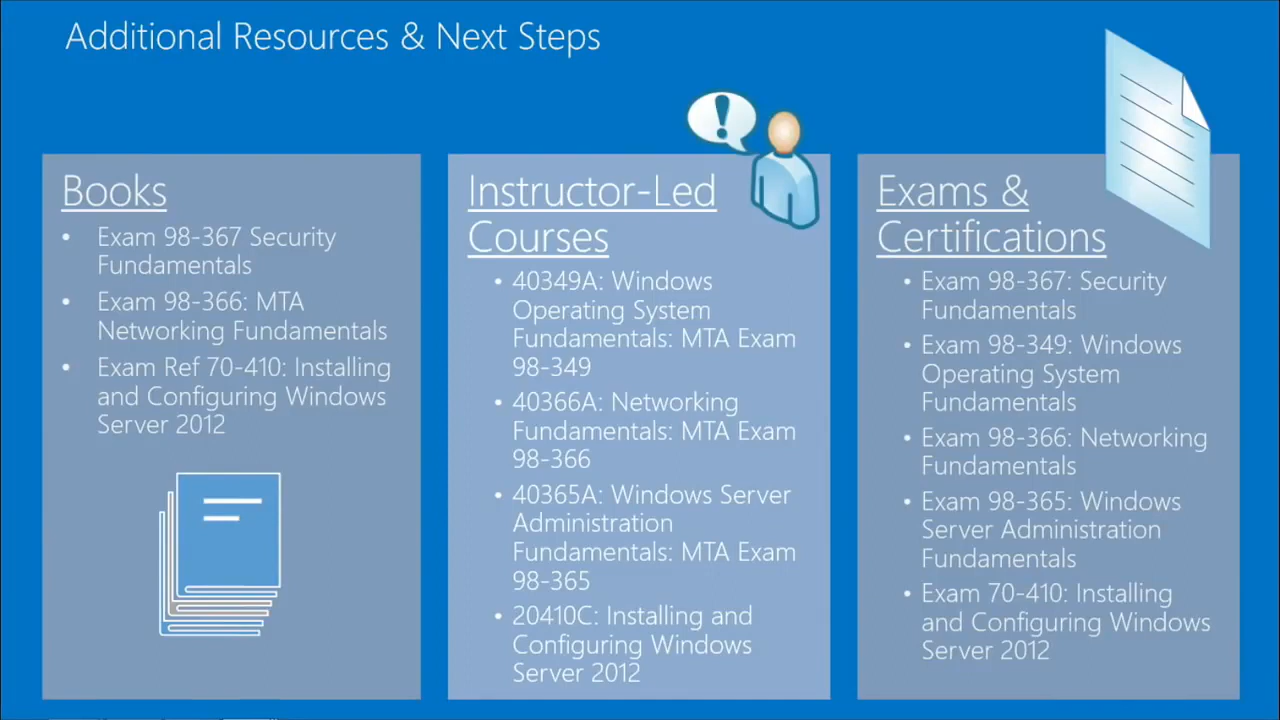 Additional Resources & Next Steps
Books
• Exam 98-367 Security
Fundamentals
• Exam 98-366: MTA
Networking Fundamentals
• Exam Ref 70-410: Installing
and Configuring Windows
Server 2012
Instructor-Led
Courses
• 40349A: Windows
Operating System
Fundamentals: MTA Exam
98-349
• 40366A: Networking
Fundamentals: MTA Exam
98-366
• 40365A: Windows Server
Administration
Fundamentals: MTA Exam
98-365
• 20410C: Installing and
Configuring Windows
Server 2012
Exams &
Certifications
• Exam 98-367: Security
Fundamentals
• Exam 98-349: Windows
Operating System
Fundamentals
• Exam 98-366: Networking
Fundamentals
• Exam 98-365: Windows
Server Administration
Fundamentals
• Exam 70-410: Installing
and Configuring Windows
Server 2012